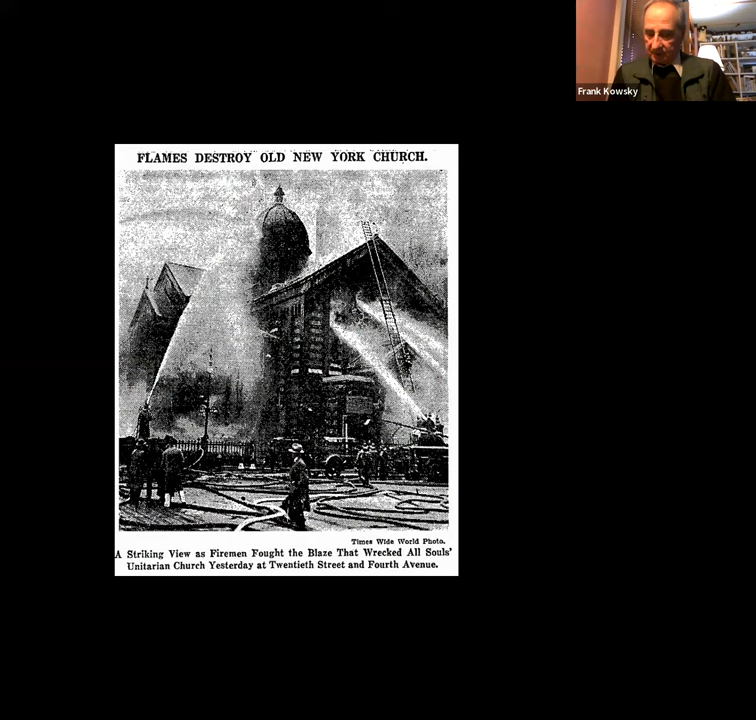 Frank Kowsky
FLAMES DESTROY OLD NEW YORK CHURCH.
Times Wide World Photo.
A Striking View as Firemen Fought the Blaze That Wrecked All Souls'
Unitarian Church Yesterday at Twentieth Street and Fourth Avenue.